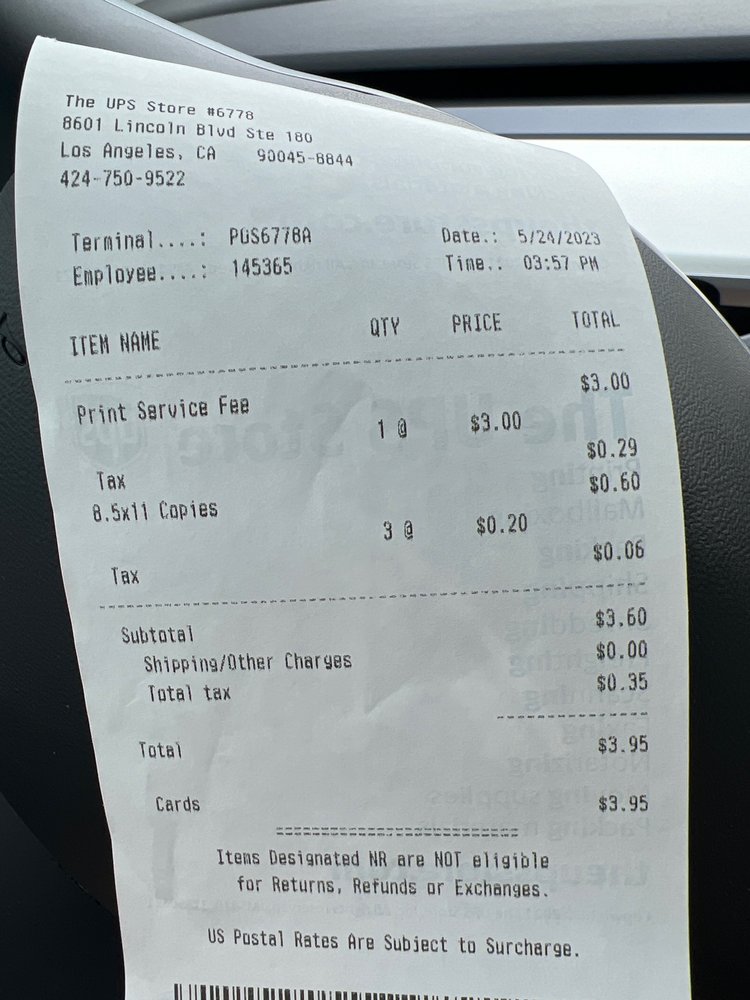 The UPS Store #6778
8601 Lincoln Blvd Ste 180
Los Angeles, CA 90045-8844
424-750-9522
Terminal....: POS6778A Date.: 5/24/2023
Employee....: 145365 Time.. 03:57 PM
ITEM NAME QTY PRICE TOTAL
Print Service Fee $3.00
1 @ $3.00
Tax $0.29
8.5x11 Copies $0.60
3 @ $0.20
Tax $0.06
Subtotal $3.60
Shipping/Other Charges $0.00
Total tax $0.35
Total $3.95
Cards $3.95
Items Designated NR are NOT eligible
for Returns, Refunds or Exchanges.
US Postal Rates Are Subject to Surcharge.
The UPS Store
Printing